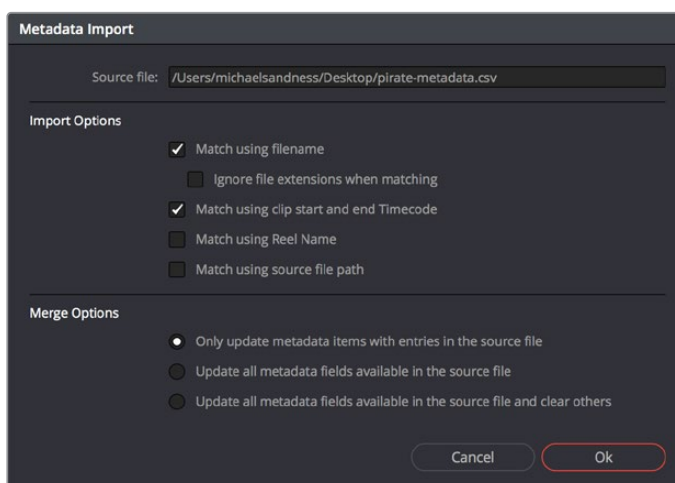 Metadata Import
Source file: /Users/michaelsandness/Desktop/pirate-metadata.csv
Import Options
Match using filename
Ignore file extensions when matching
Match using clip start and end Timecode
Match using Reel Name
Match using source file path
Merge Options
Only update metadata items with entries in the source file
Update all metadata fields available in the source file
Update all metadata fields available in the source file and clear others
Cancel Ok